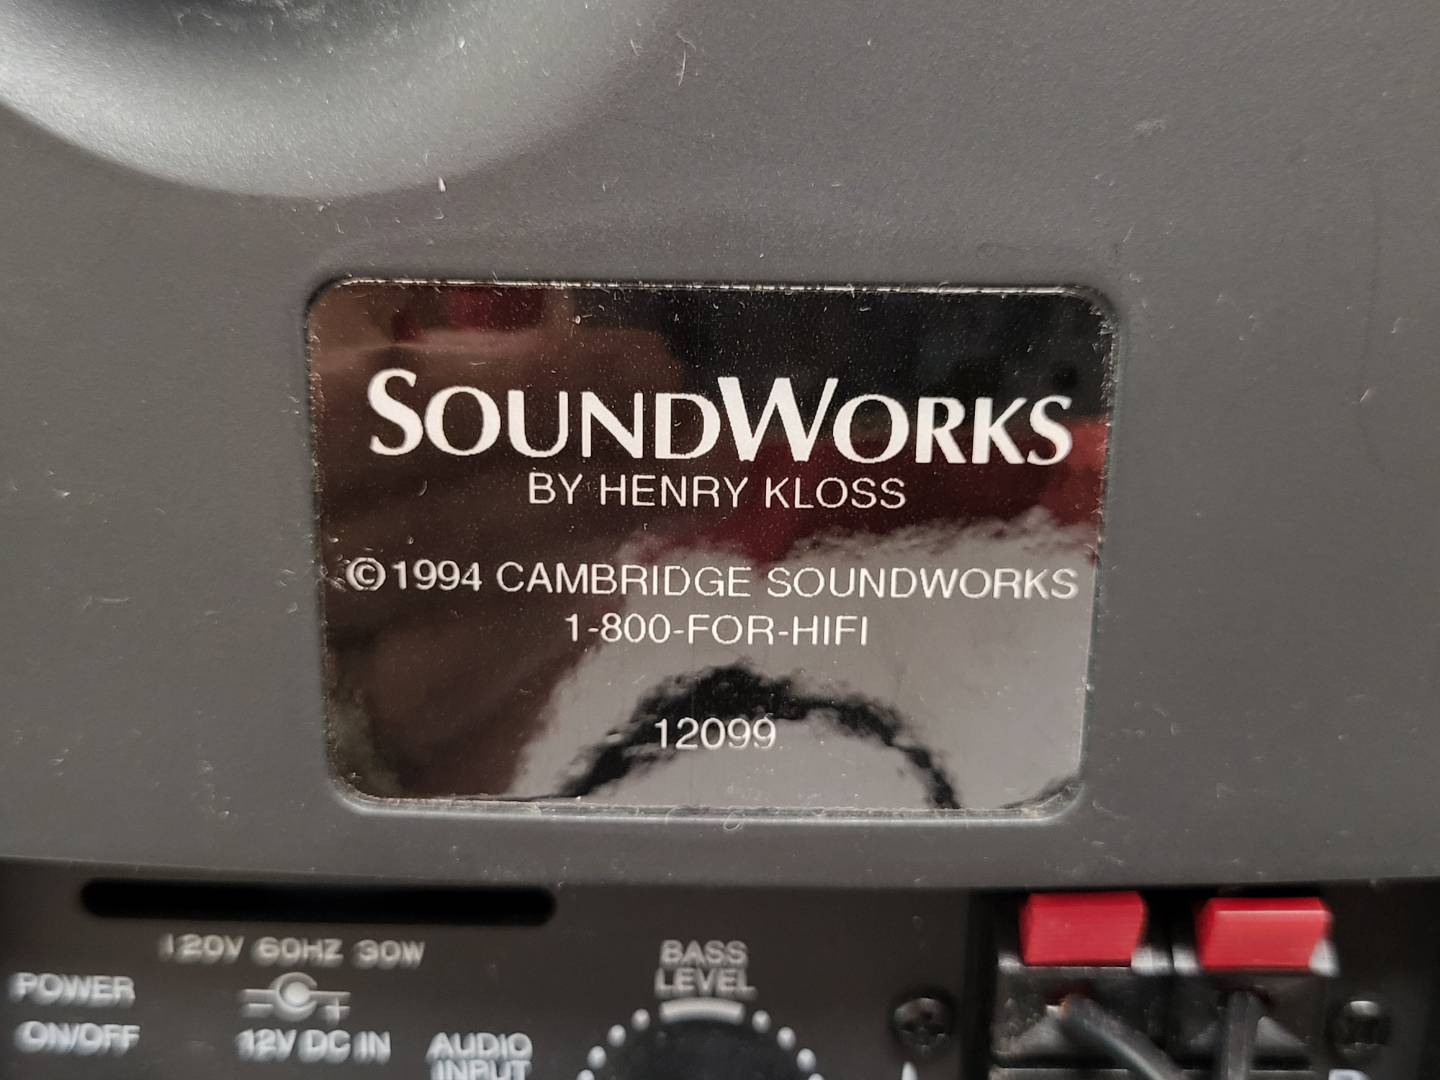 SOUNDWORKS
BY HENRY KLOSS
©1994 CAMBRIDGE SOUNDWORKS
1-800-FOR-HIFI
12099
120V 60HZ 30W
POWER
ON/OFF
12V DC IN
AUDIO
INPUT
BASS
LEVEL